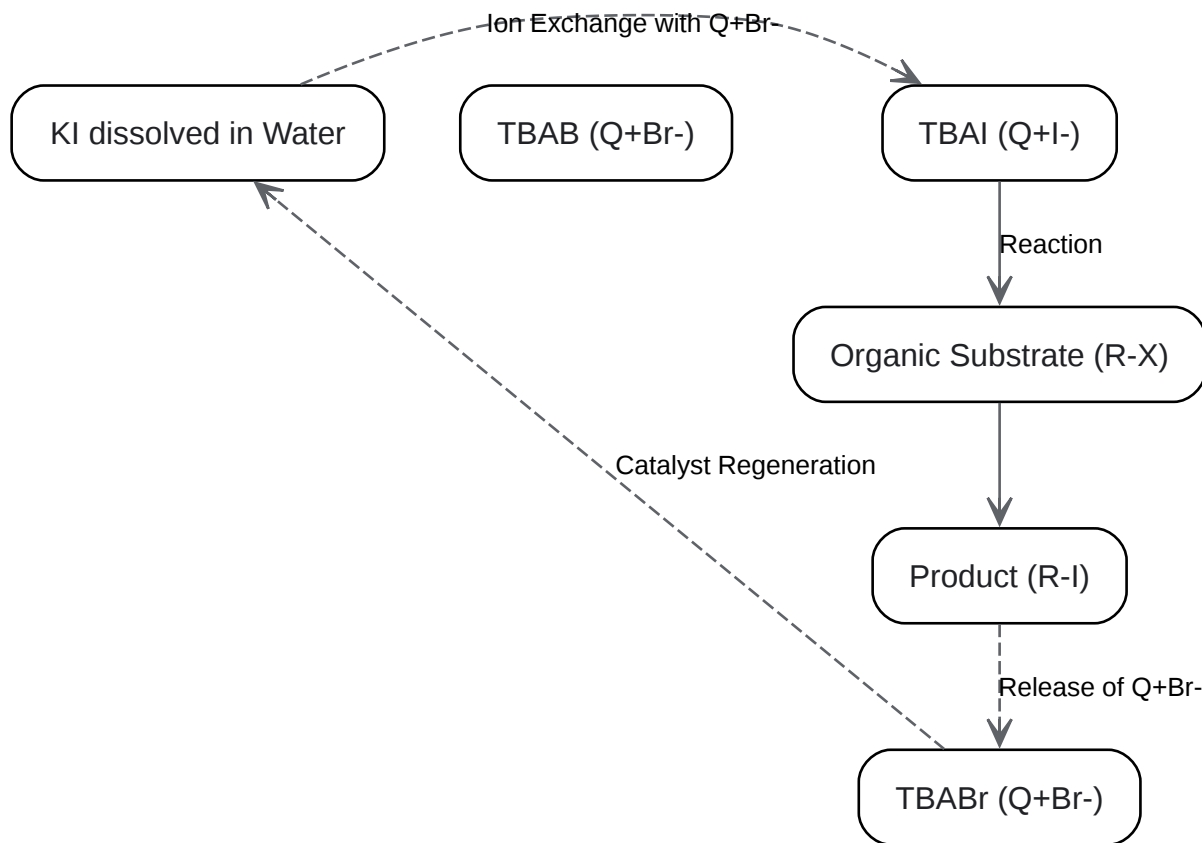 Ion Exchange with Q+Br-
KI dissolved in Water
TBAB (Q+Br-)
TBAI (Q+I-)
Reaction
Organic Substrate (R-X)
Catalyst Regeneration
Product (R-I)
Release of Q+Br-
TBABr (Q+Br-)